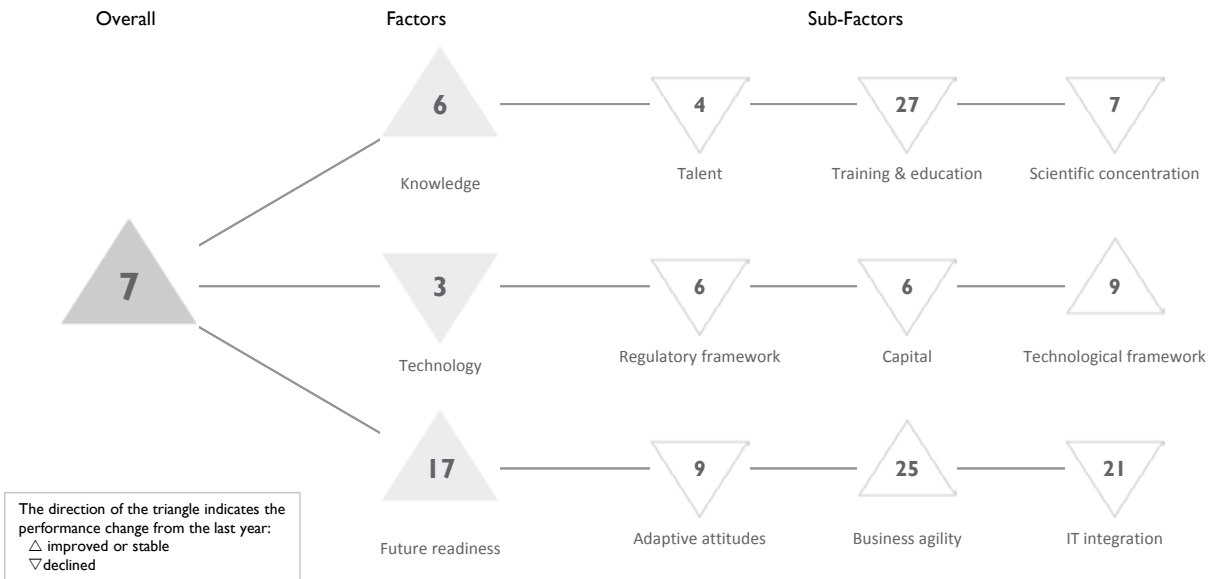 Overall
Factors
Sub-Factors
6
Knowledge
4
Talent
27
Training & education
7
Scientific concentration
7
3
Technology
6
Regulatory framework
6
Capital
9
Technological framework
17
Future readiness
9
Adaptive attitudes
25
Business agility
21
IT integration
The direction of the triangle indicates the
performance change from the last year:
△ improved or stable
▽declined